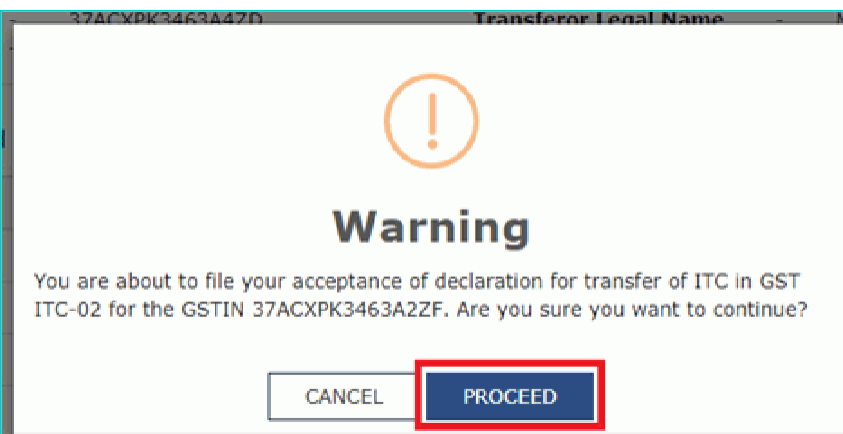 37ACXPK3463A4ZD Transferor Legal Name -
Warning
You are about to file your acceptance of declaration for transfer of ITC in GST
ITC-02 for the GSTIN 37ACXPK3463A2ZF. Are you sure you want to continue?
CANCEL PROCEED